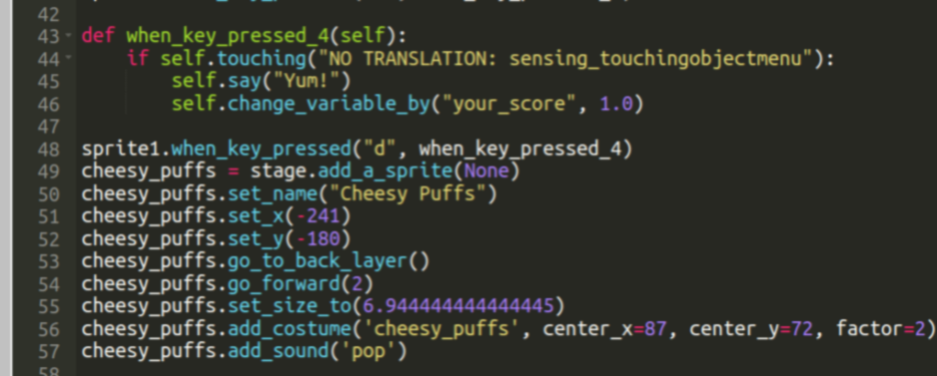 42
43 def when_key_pressed_4(self):
44 if self.touching("NO TRANSLATION: sensing_touchingobjectmenu"):
45 self.say("Yum!")
46 self.change_variable_by("your_score", 1.0)
47
48 sprite1.when_key_pressed("d", when_key_pressed_4)
49 cheesy_puffs = stage.add_a_sprite(None)
50 cheesy_puffs.set_name("Cheesy Puffs")
51 cheesy_puffs.set_x(-241)
52 cheesy_puffs.set_y(-180)
53 cheesy_puffs.go_to_back_layer()
54 cheesy_puffs.go_forward(2)
55 cheesy_puffs.set_size_to(6.944444444444445)
56 cheesy_puffs.add_costume('cheesy_puffs', center_x=87, center_y=72, factor=2)
57 cheesy_puffs.add_sound('pop')
58